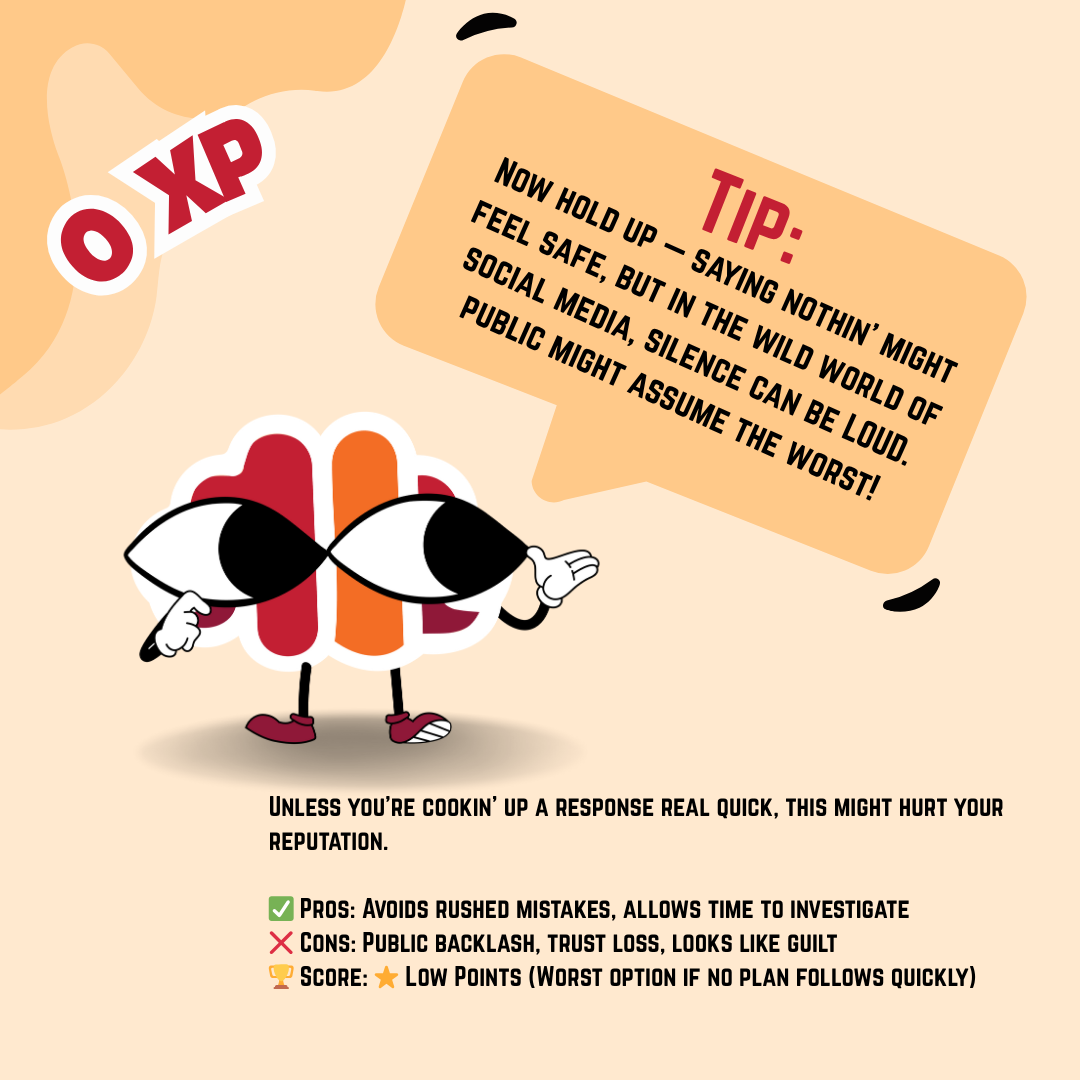 0 XP
Tip:
Now hold up – saying nothin' might
feel safe, but in the wild world of
social media, silence can be loud.
public might assume the worst!
Unless you're cookin' up a response real quick, this might hurt your
reputation.
✅ Pros: Avoids rushed mistakes, allows time to investigate
❌ Cons: Public backlash, trust loss, looks like guilt
🏆 Score: ⭐ Low Points (Worst option if no plan follows quickly)